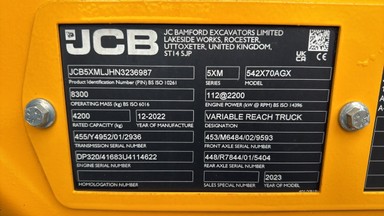 JCB
JC BAMFORD EXCAVATORS LIMITED
LAKESIDE WORKS, ROCESTER,
UTTOXETER, UNITED KINGDOM,
ST14 5JP
UK
CA
CE
JCB5XMLJHN3236987
Product Identification Number (PIN) BS ISO 10261
5XM
MODEL
542X70AGX
8300
OPERATING MASS (kg) BS ISO 6016
112@2200
ENGINE POWER (kW @ RPM) BS ISO 14396
4200
RATED CAPACITY (kg)
12-2022
YEAR OF MANUFACTURE
VARIABLE REACH TRUCK
455/Y4952/01/2936
TRANSMISSION SERIAL NUMBER
453/M6484/02/9593
FRONT AXLE SERIAL NUMBER
DP320/41683U4114622
ENGINE SERIAL NUMBER
448/R7844/01/5404
REAR AXLE SERIAL NUMBER
HOMOLOGATION NUMBER
SALES SPECIAL NUMBER
2023
MODEL YEAR